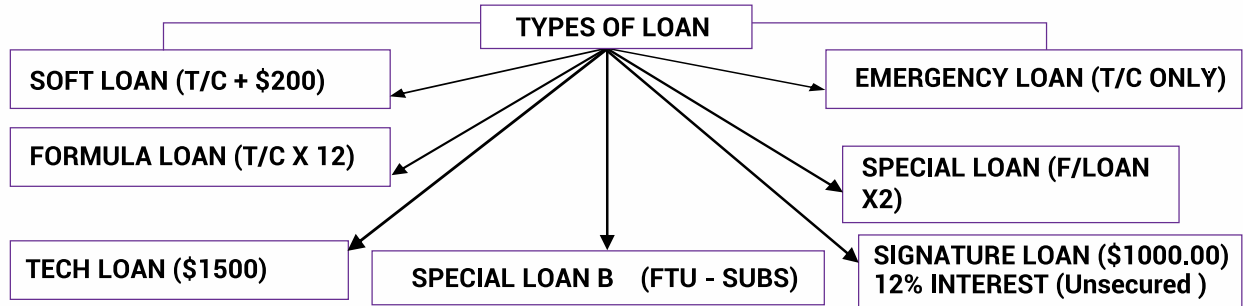 TYPES OF LOAN
SOFT LOAN (T/C + $200)
EMERGENCY LOAN (T/C ONLY)
FORMULA LOAN (T/C X 12)
SPECIAL LOAN (F/LOAN
X2)
TECH LOAN ($1500)
SPECIAL LOAN B (FTU - SUBS)
SIGNATURE LOAN ($1000.00)
12% INTEREST (Unsecured )